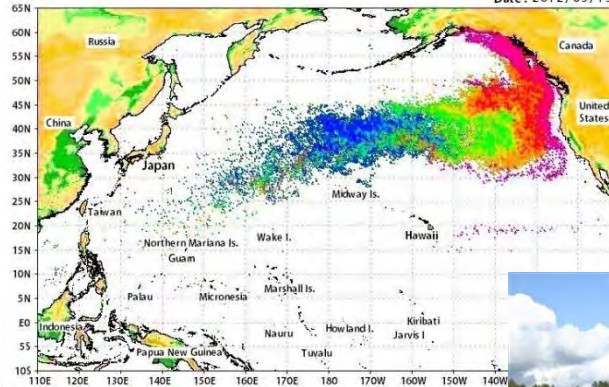 65N
60N
55N
50N
45N
40N
35N
30N
25N
20N
15N
10N
5N
E0
5S
10S
Russia
Canada
United
States
China
Japan
Taiwan
Midway Is.
Northern Mariana Is.
Wake I.
Hawaii
Guam
Palau
Micronesia
Marshall Is.
Indonesia
Nauru
Howland I.
Kiribati
Jarvis I
Papua New Guinea
Tuvalu
110E 120E 130E 140E 150E 160E 170E 180 170W 160W 150W 140W